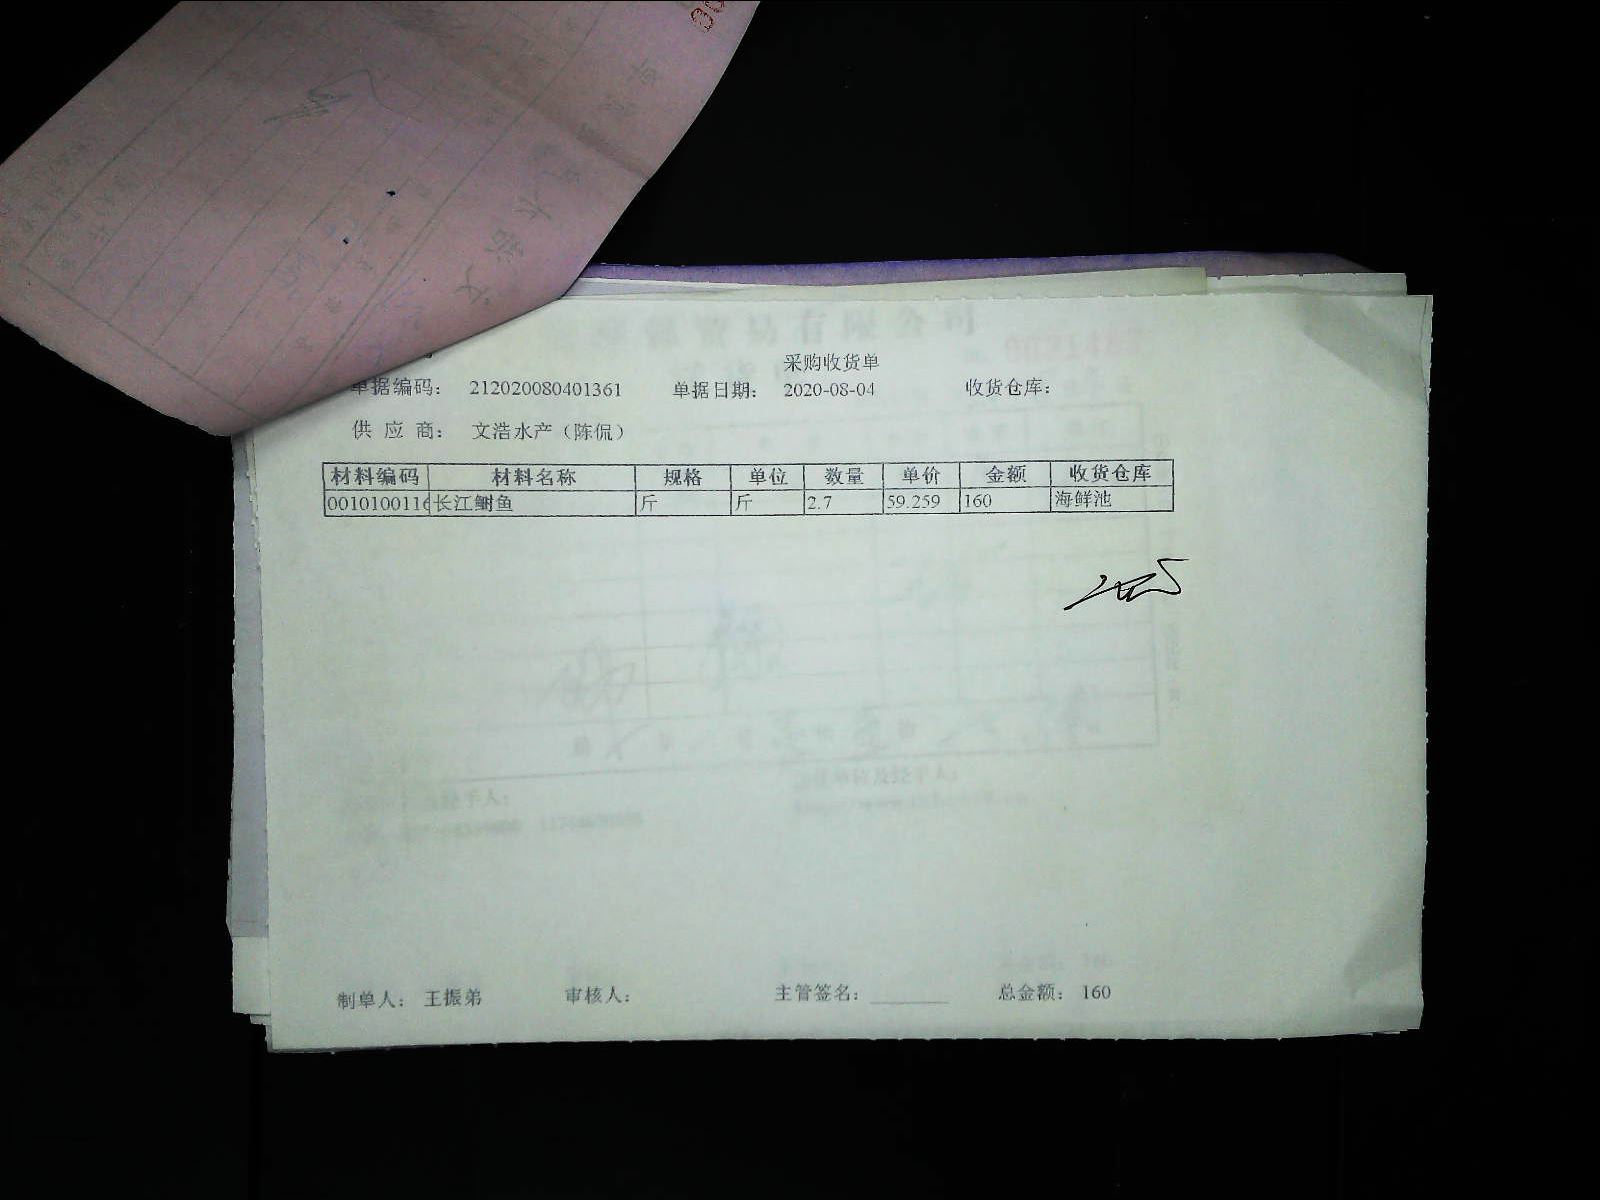 采购收货单
单据编码： 212020080401361 单据日期： 2020-08-04 收货仓库：
供 应 商： 文浩水产（陈侃）
材料编码 材料名称 规格 单位 数量 单价 金额 收货仓库
0010100116 长江鮰鱼 斤 斤 2.7 59.259 160 海鲜池
制单人： 王振弟 审核人： 主管签名： 总金额： 160